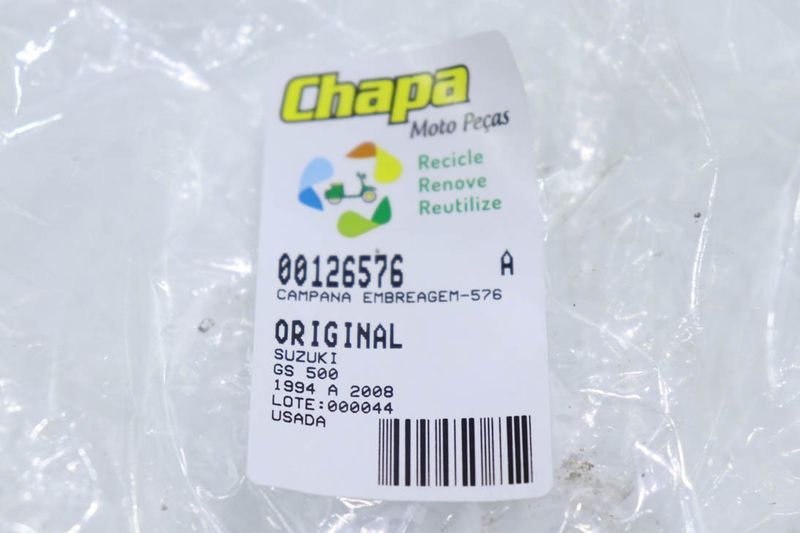 Chapa
Moto Peças
Recicle
Renove
Reutilize
00126576 A
CAMPANA EMBREAGEM-576
ORIGINAL
SUZUKI
GS 500
1994 A 2008
LOTE:000044
USADA